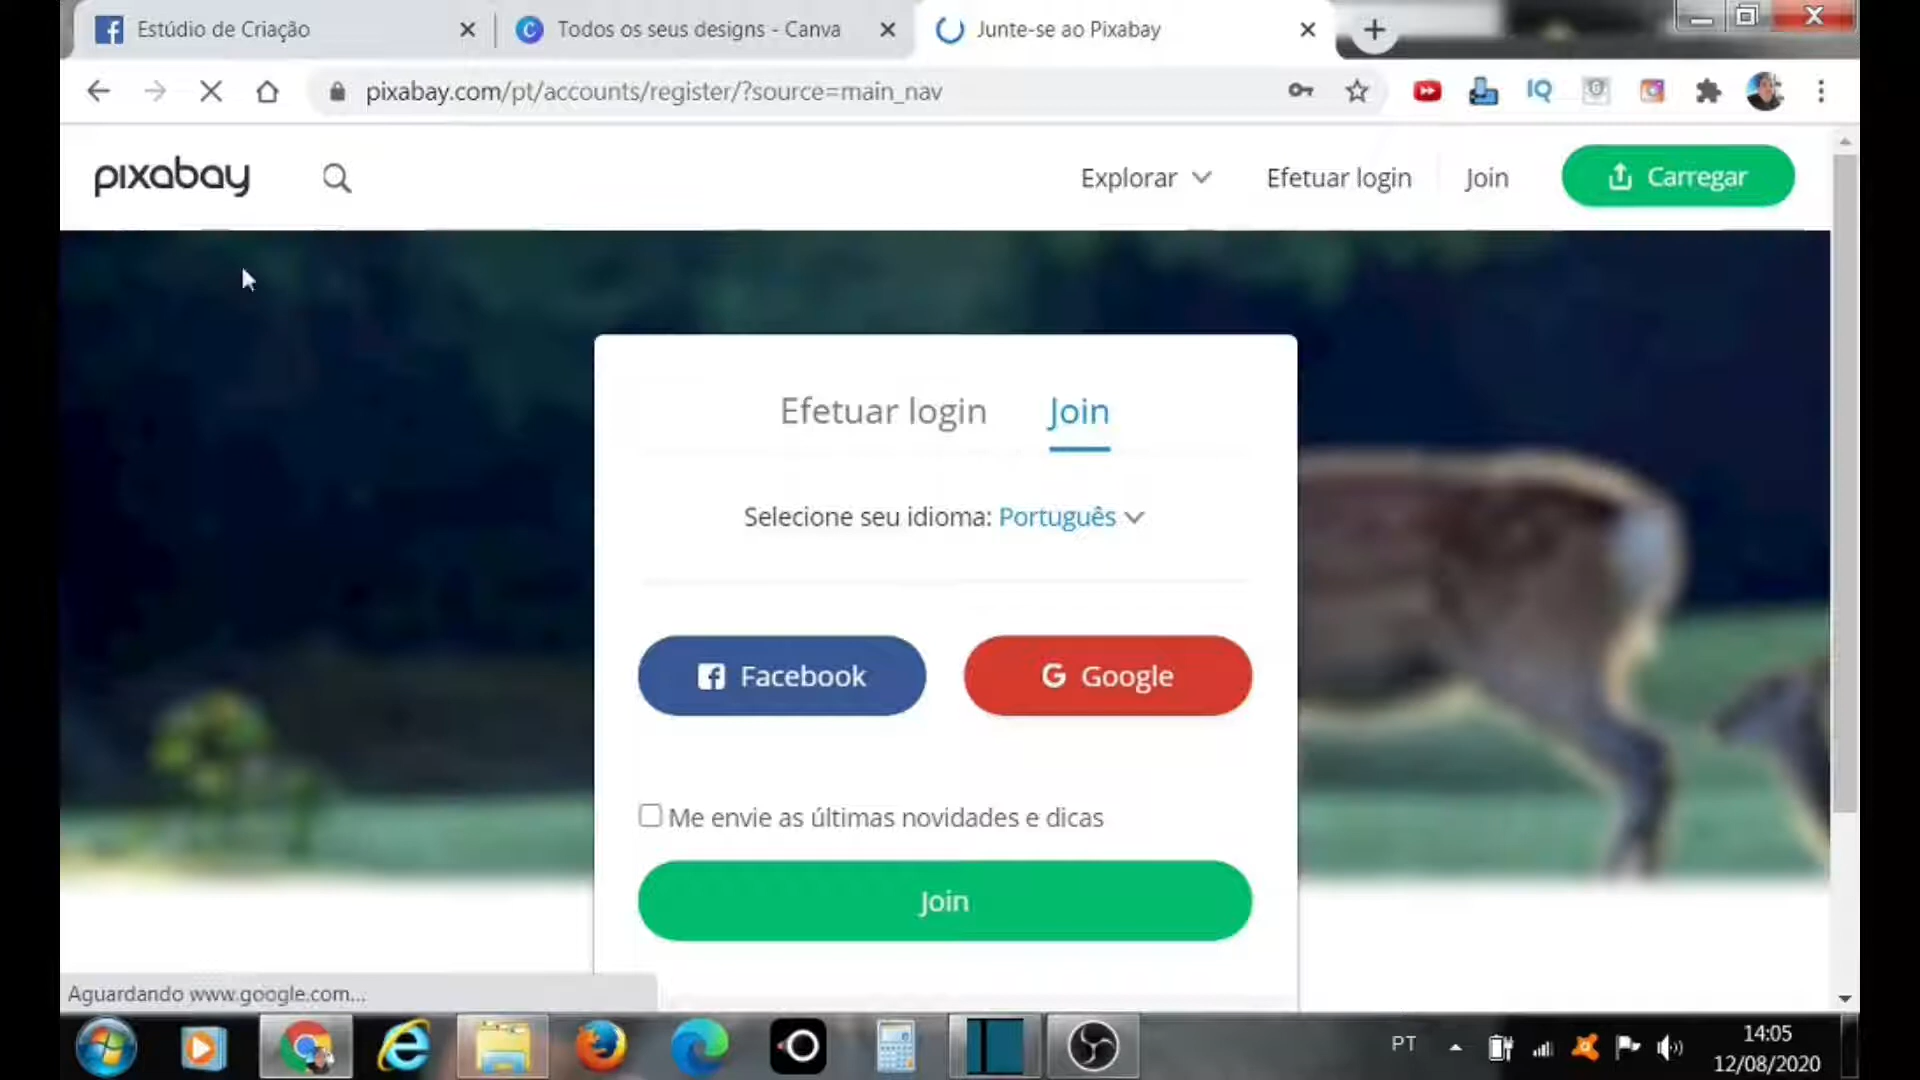 Estúdio de Criação
Todos os seus designs - Canva
Junte-se ao Pixabay
pixabay.com/pt/accounts/register/?source=main_nav
IQ
pixabay
Explorar
Efetuar login
Join
Carregar
Efetuar login
Join
Selecione seu idioma: Português
Facebook
G Google
Me envie as últimas novidades e dicas
Join
Aguardando www.google.com...
PT
14:05
12/08/2020